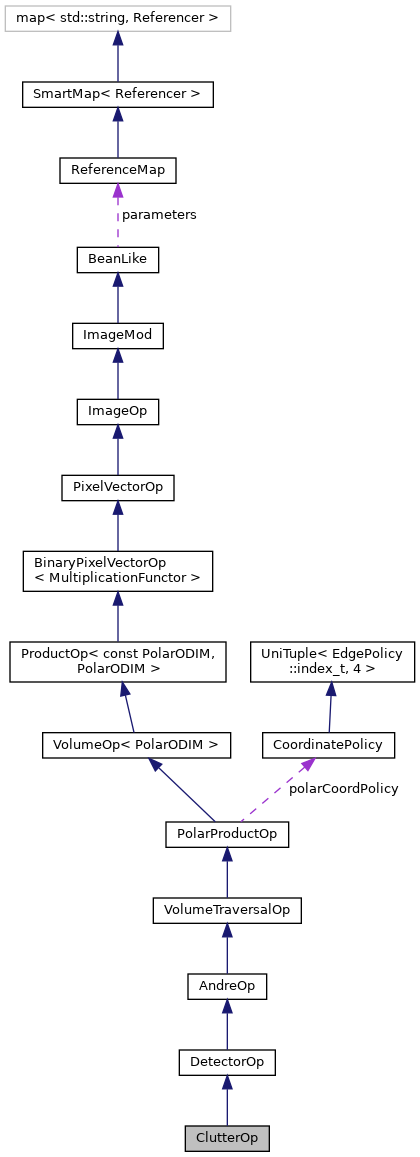 map< std::string, Referencer >
SmartMap< Referencer >
ReferenceMap
parameters
BeanLike
ImageMod
ImageOp
PixelVectorOp
BinaryPixelVectorOp
< MultiplicationFunctor >
ProductOp< const PolarODIM,
PolarODIM >
UniTuple< EdgePolicy
::index_t, 4 >
VolumeOp< PolarODIM >
CoordinatePolicy
polarCoordPolicy
PolarProductOp
VolumeTraversalOp
AndreOp
DetectorOp
ClutterOp